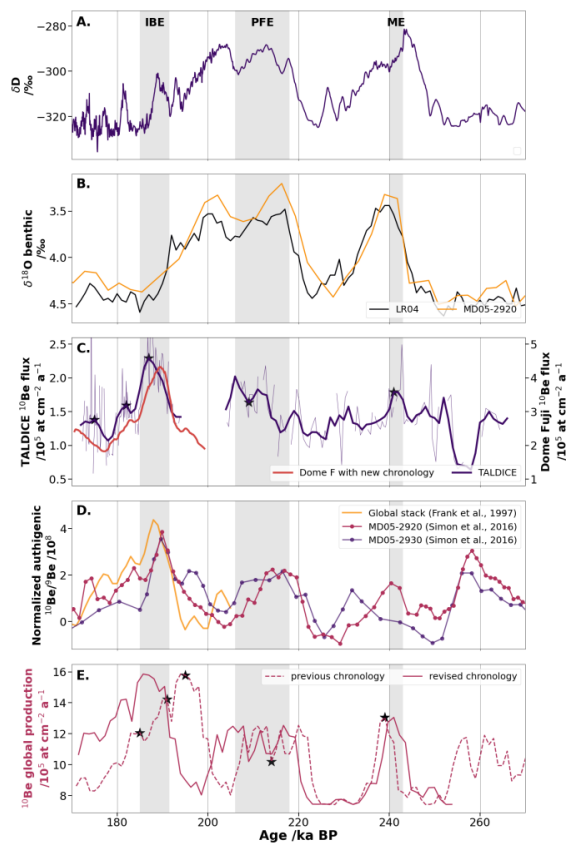 A.
IBE
PFE
ME
δD
/‰
−280
−300
−320
B.
δ¹⁸O benthic
/‰
3.5
4.0
4.5
LR04
MD05-2920
C.
TALDICE ¹⁰Be flux
/10⁵ at cm⁻² a⁻¹
2.5
2.0
1.5
1.0
0.5
5
4
3
2
1
Dome Fuji ¹⁰Be flux
/10⁵ at cm⁻² a⁻¹
Dome F with new chronology
TALDICE
D.
Normalized authigenic
¹⁰Be/⁹Be /10⁸
4
2
0
Global stack (Frank et al., 1997)
MD05-2920 (Simon et al., 2016)
MD05-2930 (Simon et al., 2016)
E.
¹⁰Be global production
/10⁵ at cm⁻² a⁻¹
16
14
12
10
8
previous chronology
revised chronology
180
200
220
240
260
Age /ka BP